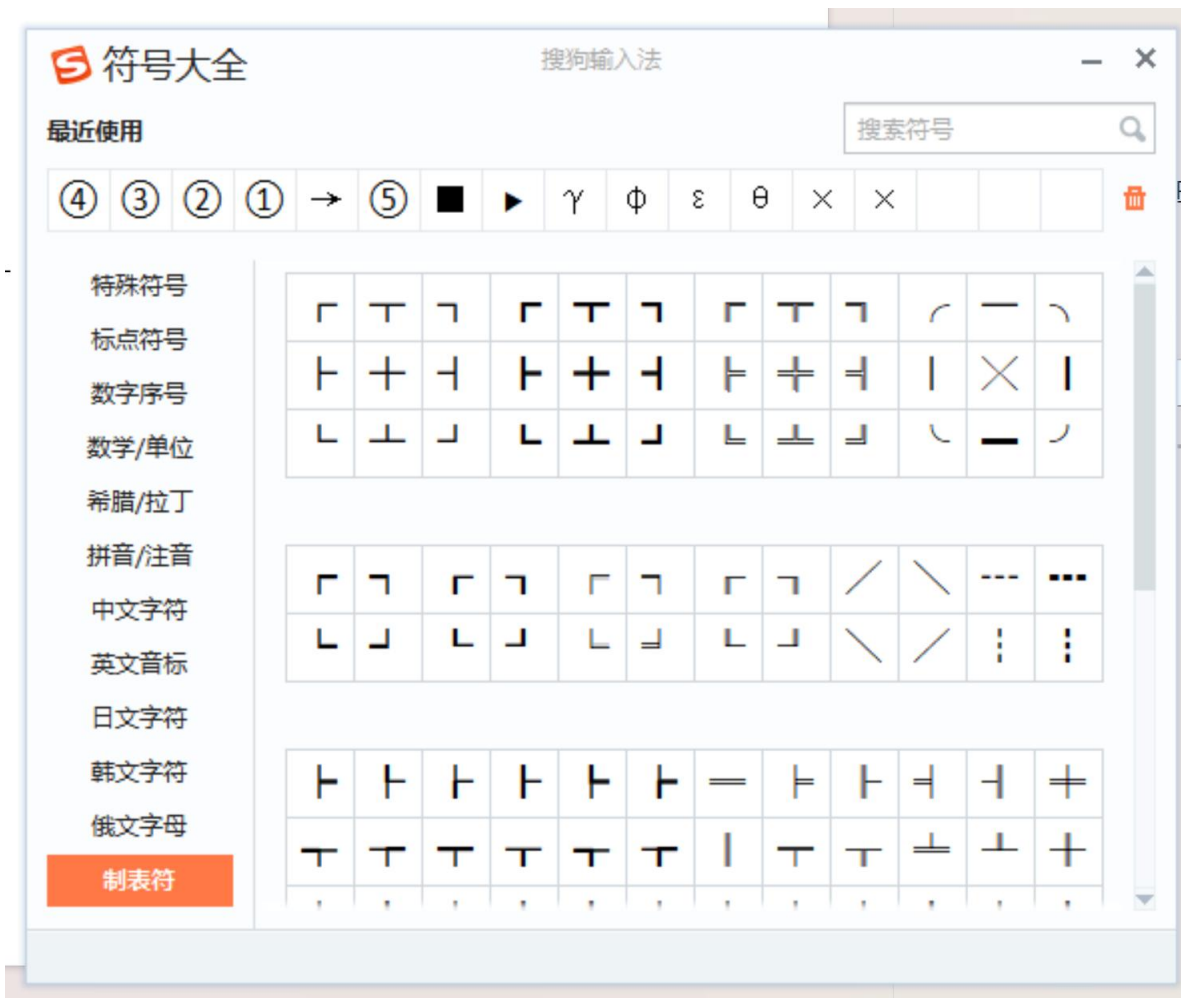 符号大全
搜狗输入法
最近使用
搜索符号
④ ③ ② ① → ⑤ ■ ▶ γ φ ε θ × ×
特殊符号
标点符号
数字序号
数学/单位
希腊/拉丁
拼音/注音
中文字符
英文音标
日文字符
韩文字符
俄文字母
制表符
┌ ┬ ┐ ┏ ┳ ┓ ╔ ╦ ╗ ╭ ─ ╮
├ ┼ ┤ ┣ ╋ ┫ ╠ ╬ ╣ │ ╳ ┃
└ ┴ ┘ ┗ ┻ ┛ ╚ ╩ ╝ ╰ ━ ╯
┍ ┑ ┎ ┒ ╒ ╕ ╓ ╖ ╱ ╲ ┄ ┅
┕ ┙ ┖ ┚ ╘ ╛ ╙ ╜ ╲ ╱ ┆ ┇
┝ ┞ ┟ ┠ ┡ ┢ ═ ╞ ╟ ╡ ╢ ╪
┭ ┮ ┯ ┰ ┱ ┲ ║ ╤ ╥ ╧ ╨ ╫